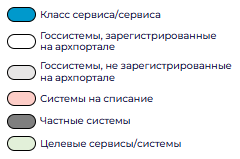 Класс сервиса/сервиса
Госсистемы, зарегистрированные
на архпортале
Госсистемы, не зарегистрированные
на архпортале
Системы на списание
Частные системы
Целевые сервисы/системы